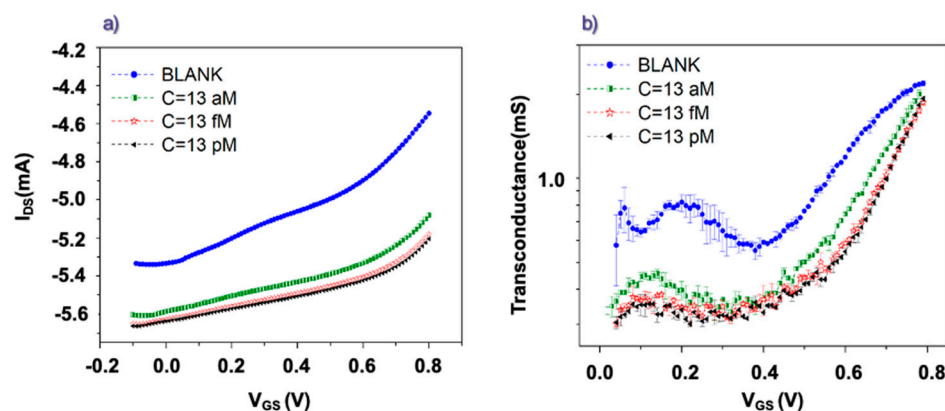 a)
-4.2
-4.4
-4.6
-4.8
-5.0
-5.2
-5.4
-5.6
I_DS(mA)
BLANK
C=13 aM
C=13 fM
C=13 pM
-0.2
0.0
0.2
0.4
0.6
0.8
V_GS (V)
b)
Transconductance(mS)
1.0
BLANK
C=13 aM
C=13 fM
C=13 pM
0.0
0.2
0.4
0.6
0.8
V_GS (V)